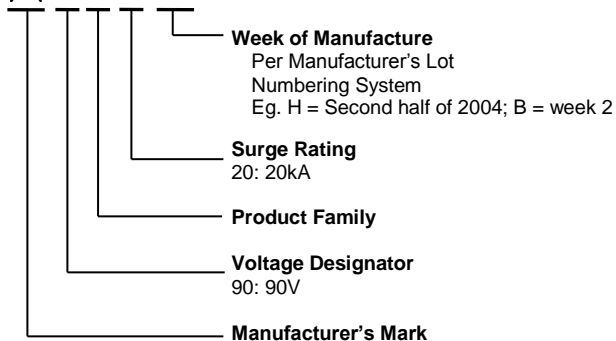 Week of Manufacture
Per Manufacturer's Lot
Numbering System
Eg. H = Second half of 2004; B = week 2
Surge Rating
20: 20kA
Product Family
Voltage Designator
90: 90V
Manufacturer's Mark